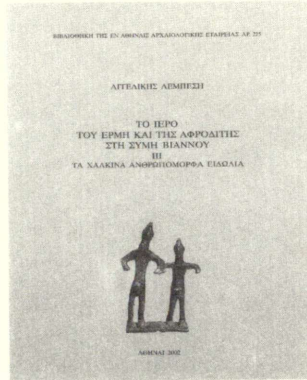 ΒΙΒΛΙΟΘΗΚΗ ΤΗΣ ΕΝ ΑΘΗΝΑΙΣ ΑΡΧΑΙΟΛΟΓΙΚΗΣ ΕΤΑΙΡΕΙΑΣ ΑΡ. 225
ΑΓΓΕΛΙΚΗΣ ΛΕΜΠΕΣΗ
ΤΟ ΙΕΡΟ
ΤΟΥ ΕΡΜΗ ΚΑΙ ΤΗΣ ΑΦΡΟΔΙΤΗΣ
ΣΤΗ ΣΥΜΗ ΒΙΑΝΝΟΥ
III
ΤΑ ΧΑΛΚΙΝΑ ΑΝΘΡΩΠΟΜΟΡΦΑ ΕΙΔΩΛΙΑ
ΑΘΗΝΑΙ 2002